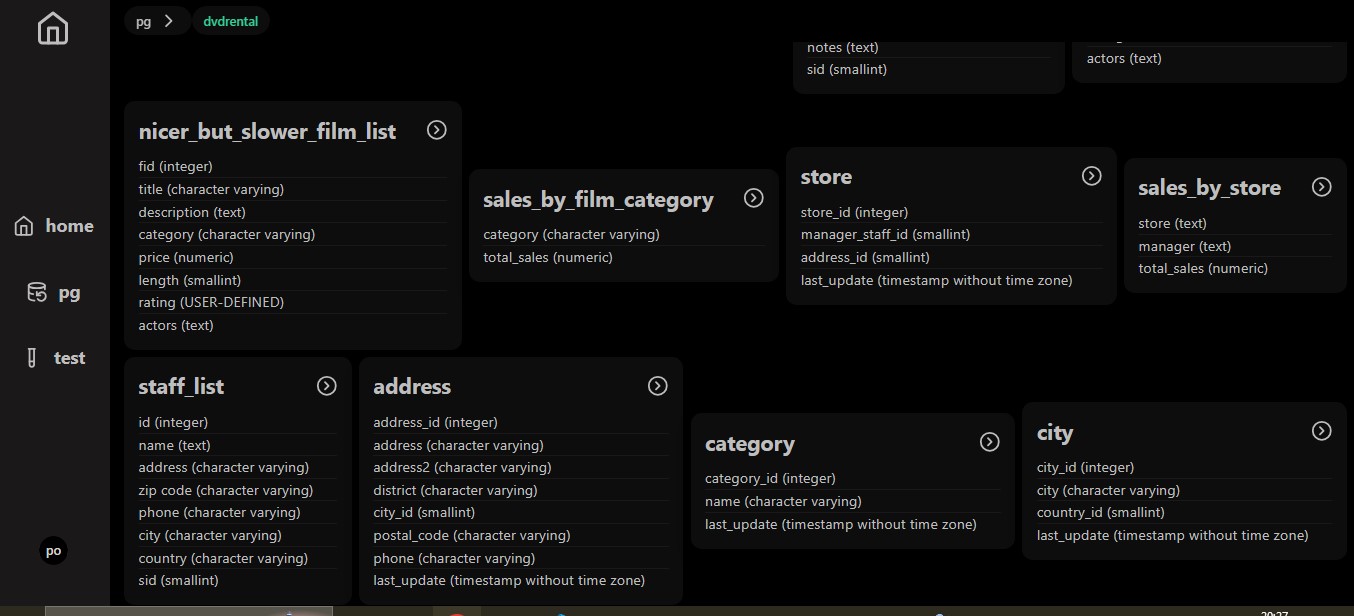 pg
dvdrental
notes (text)
sid (smallint)
actors (text)
nicer_but_slower_film_list
fid (integer)
title (character varying)
description (text)
category (character varying)
price (numeric)
length (smallint)
rating (USER-DEFINED)
actors (text)
sales_by_film_category
category (character varying)
total_sales (numeric)
store
store_id (integer)
manager_staff_id (smallint)
address_id (smallint)
last_update (timestamp without time zone)
sales_by_store
store (text)
manager (text)
total_sales (numeric)
home
pg
test
po
staff_list
id (integer)
name (text)
address (character varying)
zip code (character varying)
phone (character varying)
city (character varying)
country (character varying)
sid (smallint)
address
address_id (integer)
address (character varying)
address2 (character varying)
district (character varying)
city_id (smallint)
postal_code (character varying)
phone (character varying)
last_update (timestamp without time zone)
category
category_id (integer)
name (character varying)
last_update (timestamp without time zone)
city
city_id (integer)
city (character varying)
country_id (smallint)
last_update (timestamp without time zone)